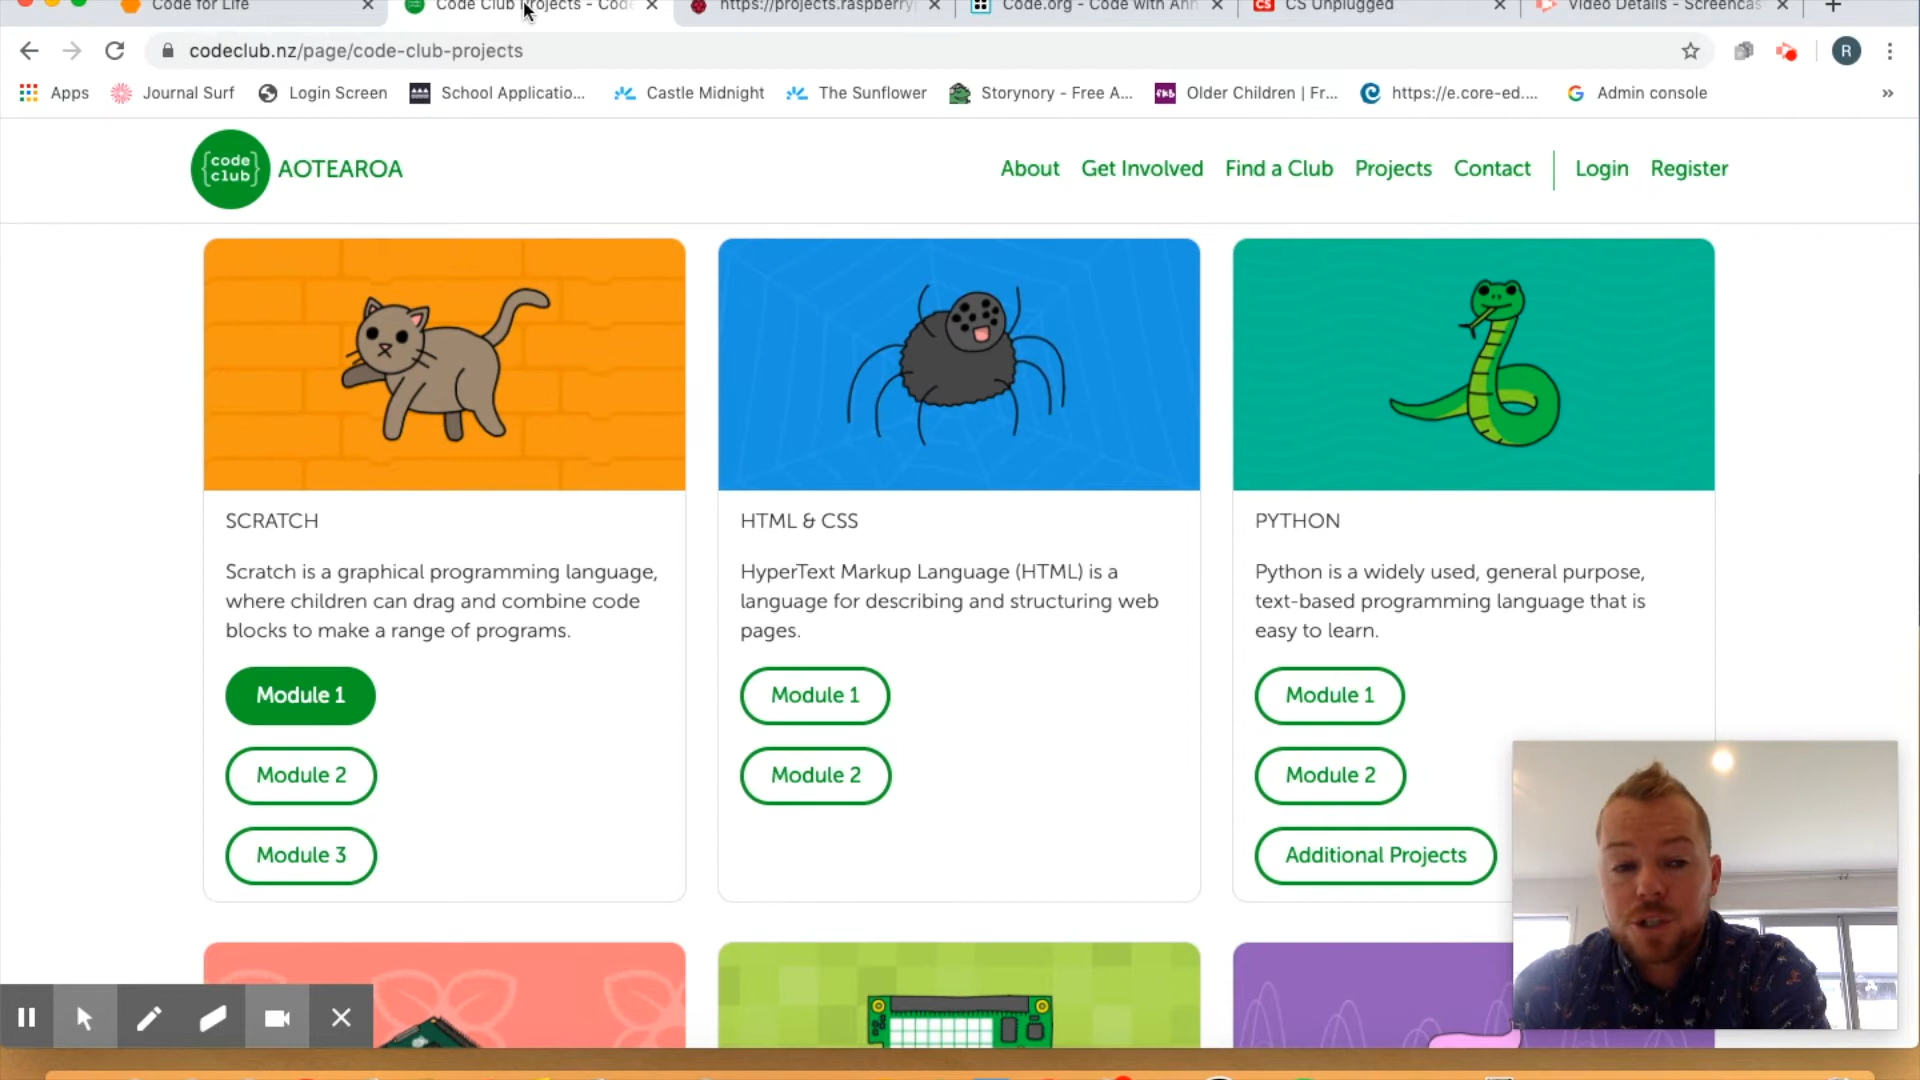 Code for Life
Code Club Projects - Code
https://projects.raspberry
Code.org - Code with Ann
CS CS Unplugged
Video Details - Screencas
codeclub.nz/page/code-club-projects
R
Apps
Journal Surf
Login Screen
School Applicatio...
Castle Midnight
The Sunflower
Storynory - Free A...
Older Children | Fr...
https://e.core-ed....
Admin console
»
{code club} AOTEAROA
About
Get Involved
Find a Club
Projects
Contact
Login
Register
SCRATCH
Scratch is a graphical programming language,
where children can drag and combine code
blocks to make a range of programs.
Module 1
Module 2
Module 3
HTML & CSS
HyperText Markup Language (HTML) is a
language for describing and structuring web
pages.
Module 1
Module 2
PYTHON
Python is a widely used, general purpose,
text-based programming language that is
easy to learn.
Module 1
Module 2
Additional Projects